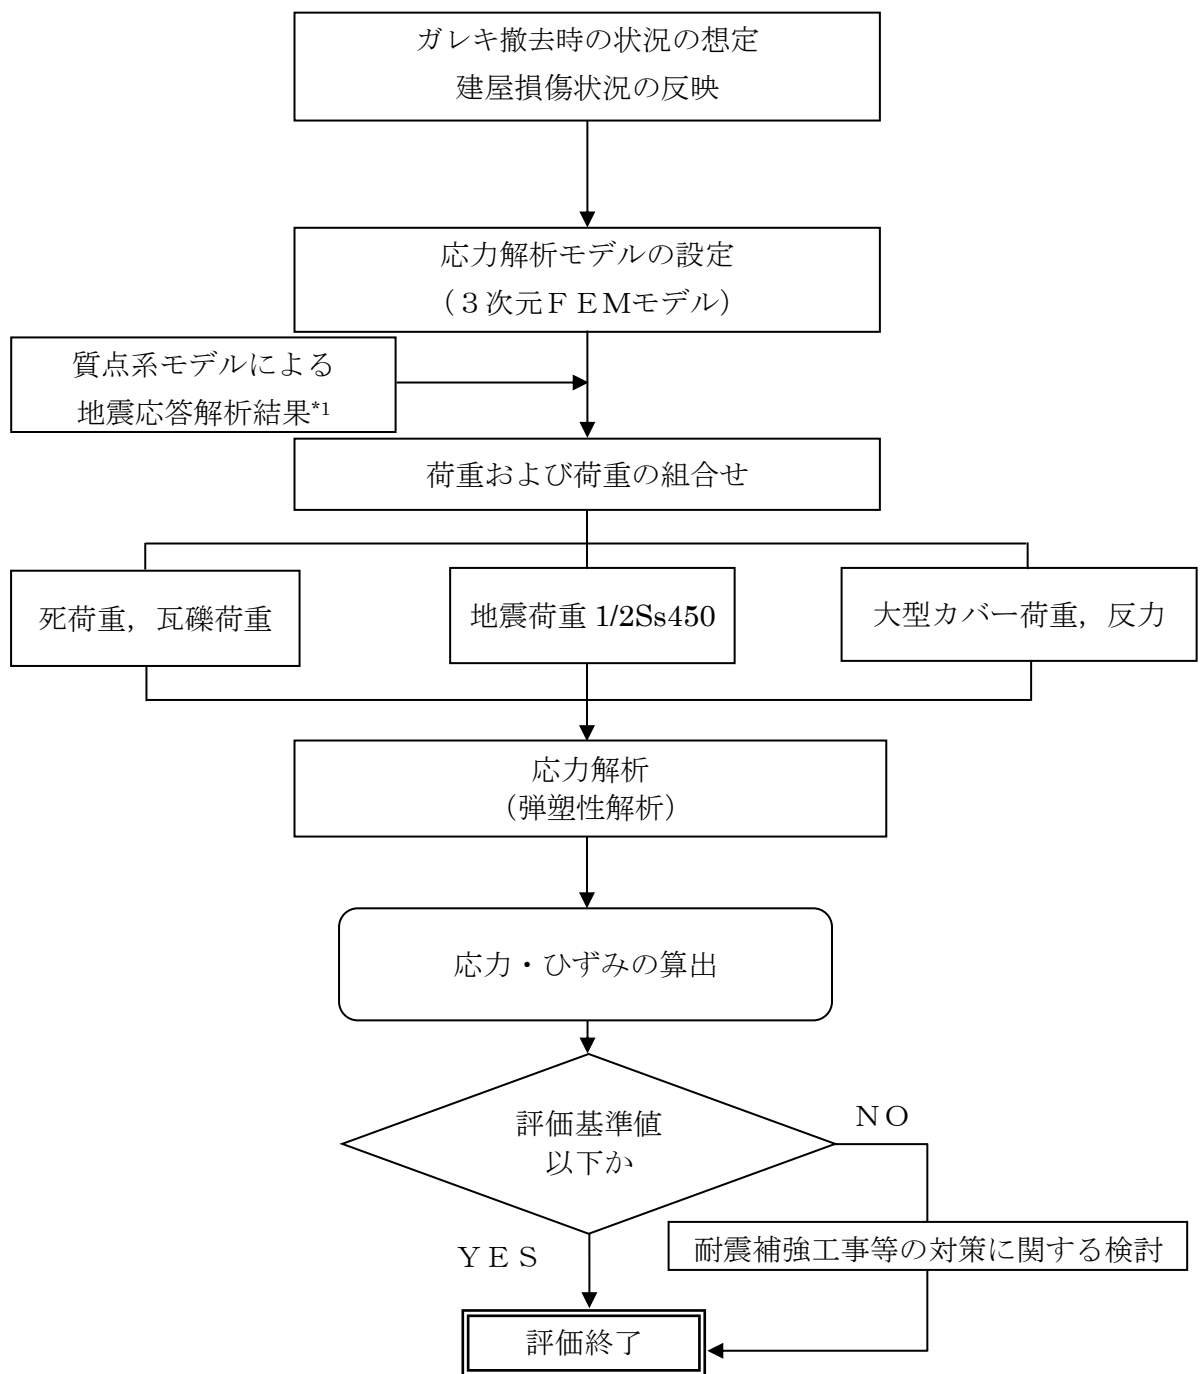 ガレキ撤去時の状況の想定
建屋損傷状況の反映
応力解析モデルの設定
（３次元ＦＥＭモデル）
質点系モデルによる
地震応答解析結果*1
荷重および荷重の組合せ
死荷重，瓦礫荷重
地震荷重 1/2Ss450
大型カバー荷重，反力
応力解析
（弾塑性解析）
応力・ひずみの算出
評価基準値
以下か
ＮＯ
耐震補強工事等の対策に関する検討
ＹＥＳ
評価終了